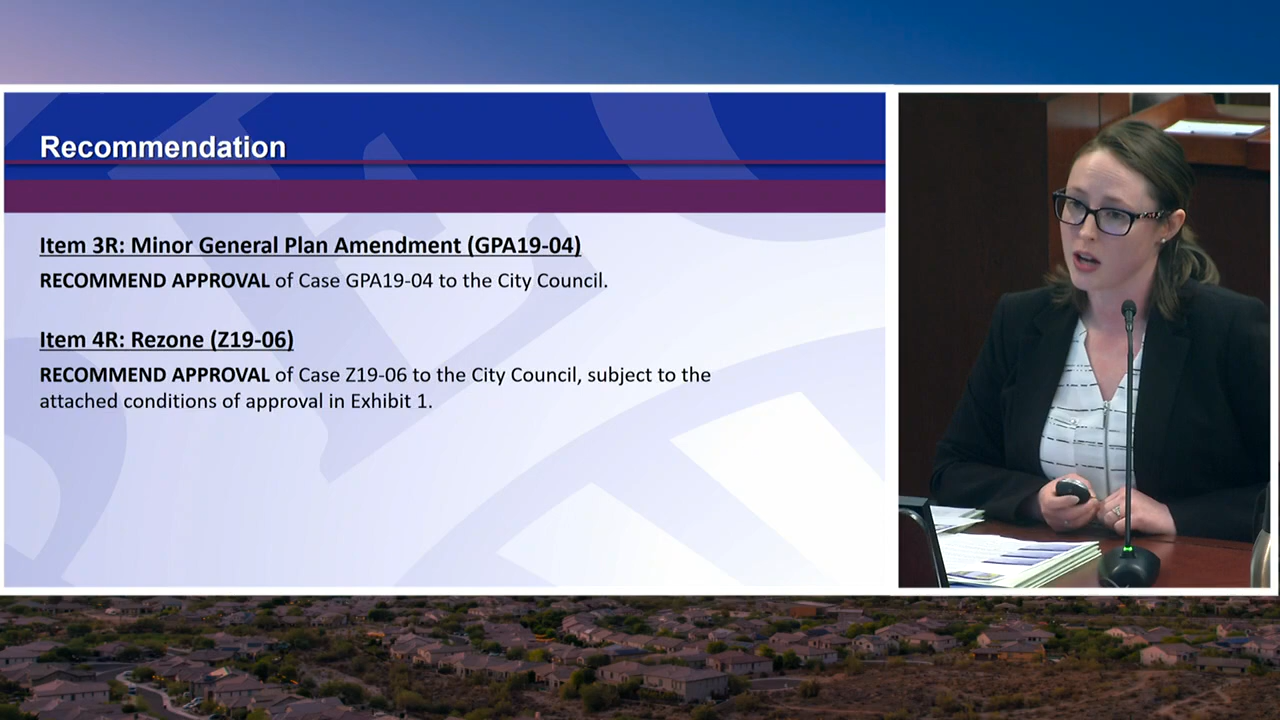 Recommendation
Item 3R: Minor General Plan Amendment (GPA19-04)
RECOMMEND APPROVAL of Case GPA19-04 to the City Council.
Item 4R: Rezone (Z19-06)
RECOMMEND APPROVAL of Case Z19-06 to the City Council, subject to the
attached conditions of approval in Exhibit 1.